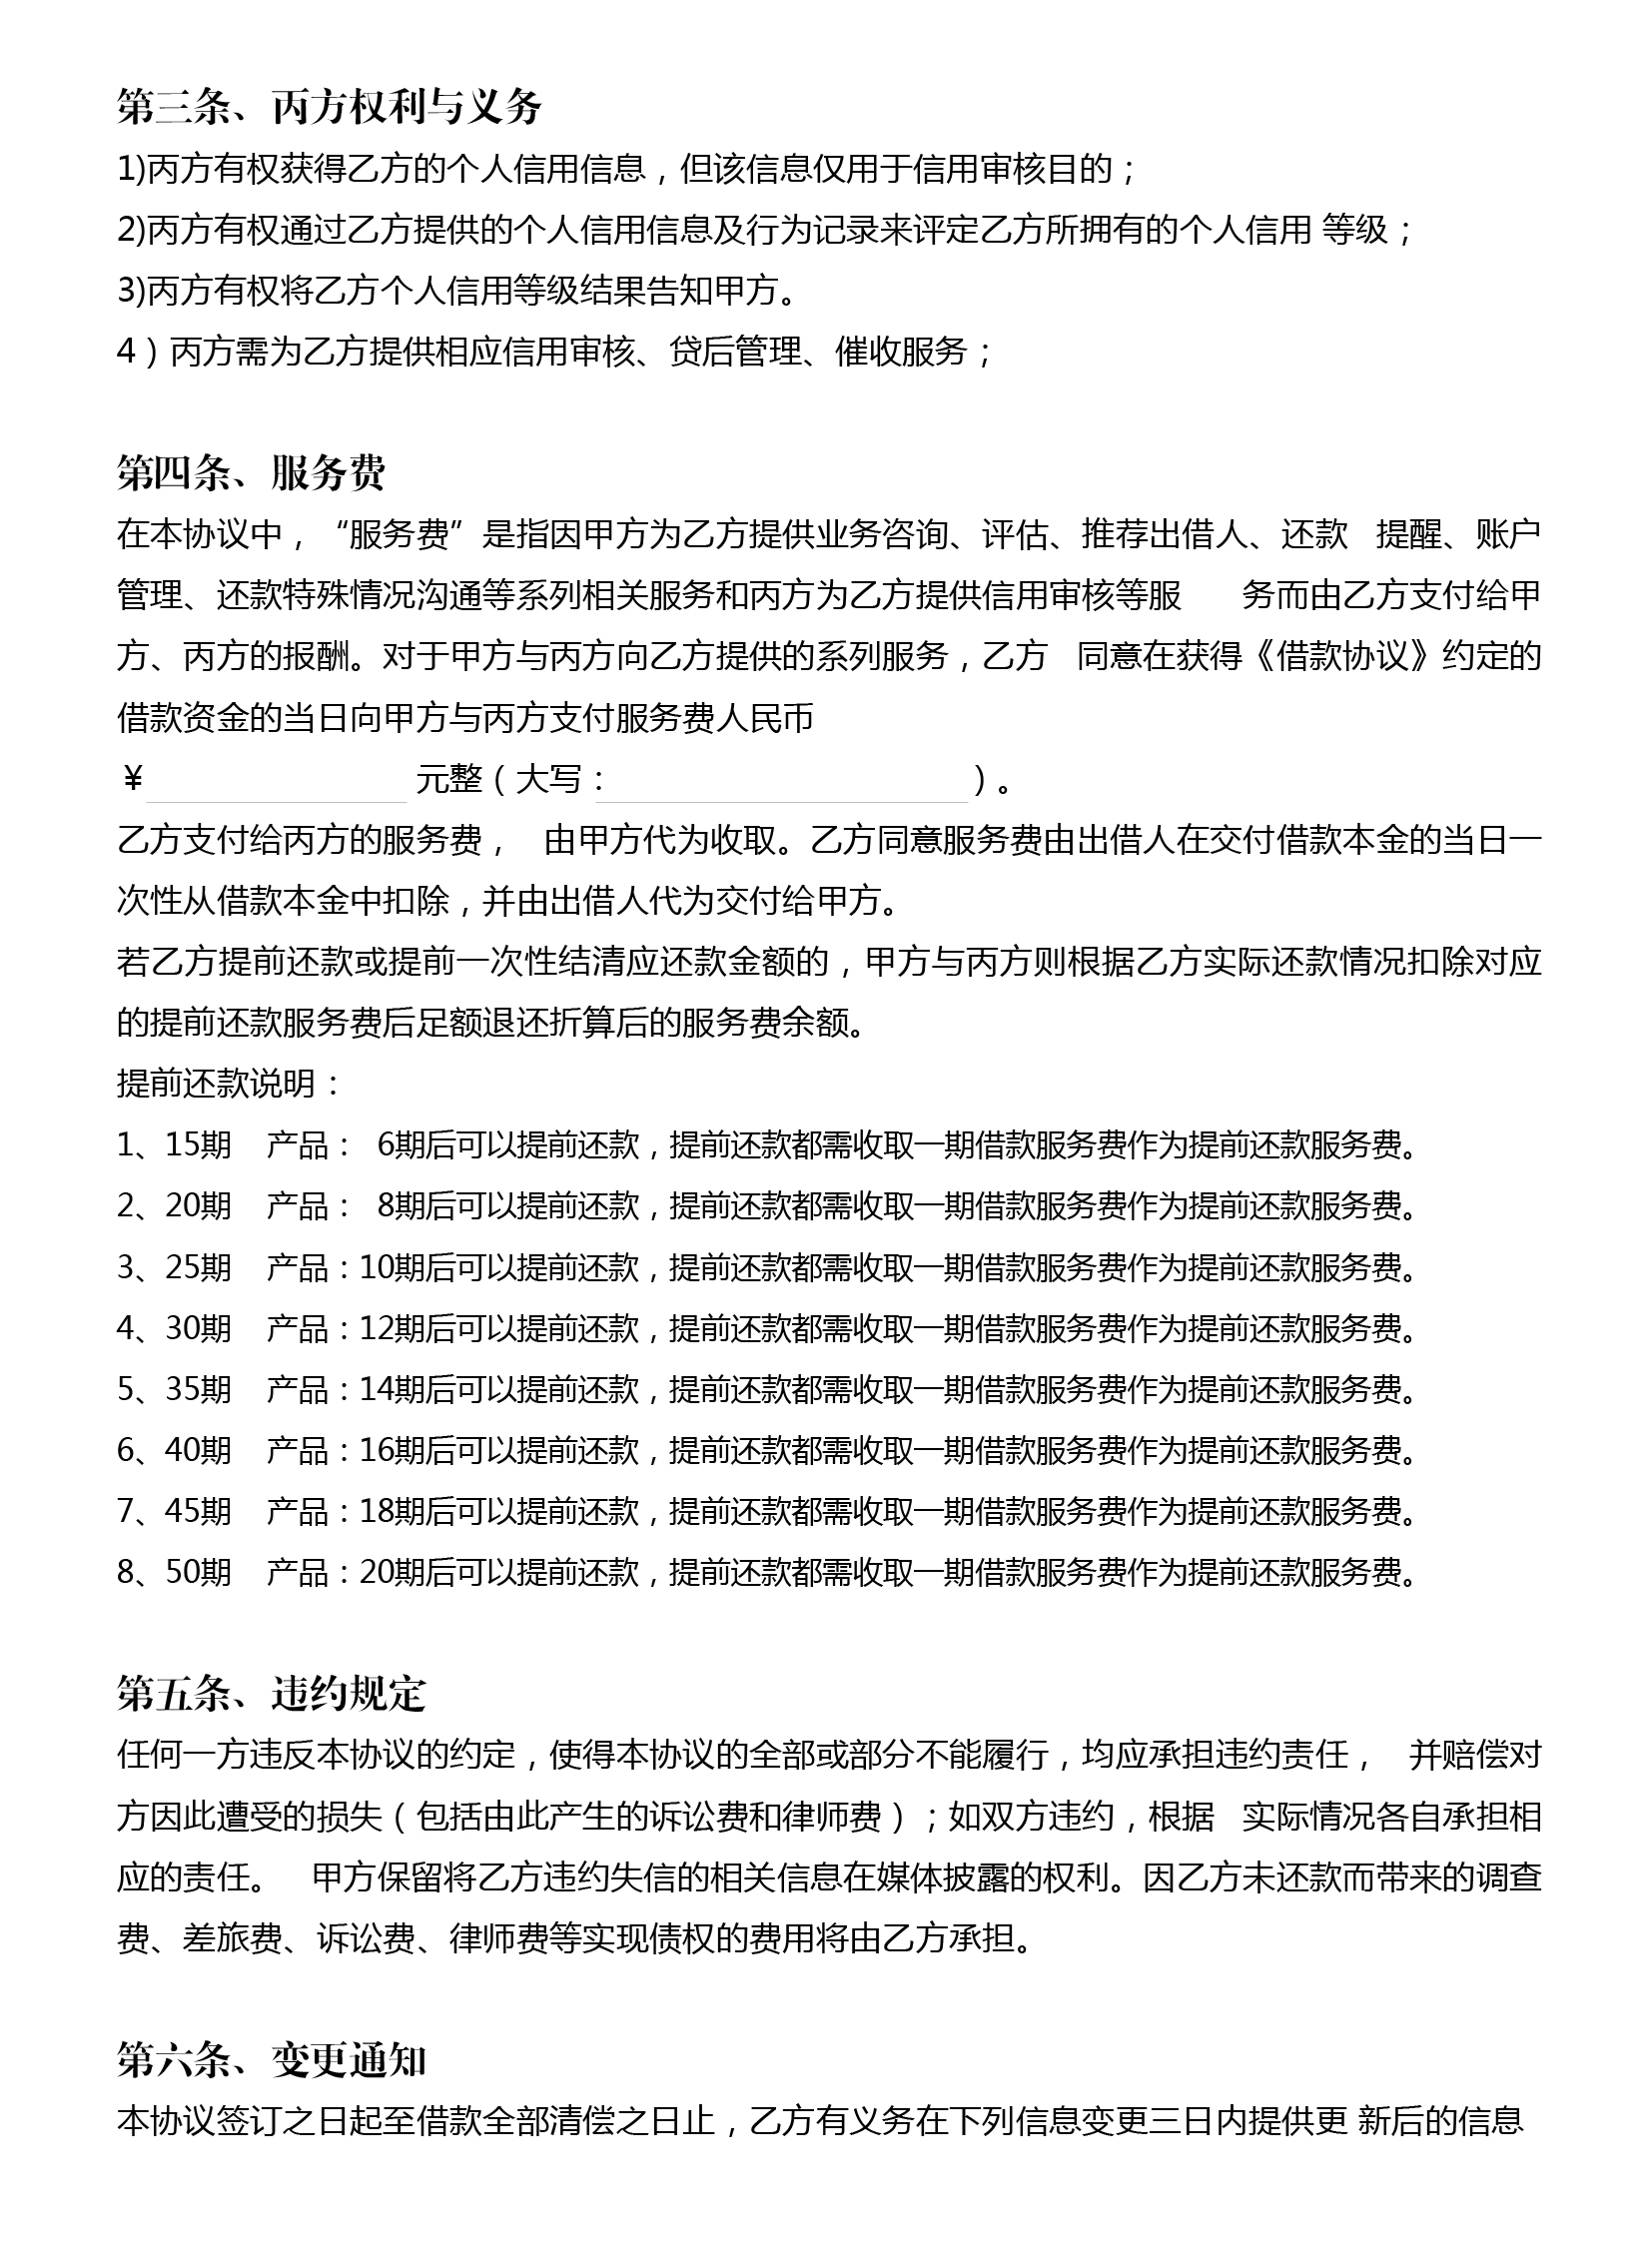 第三条、丙方权利与义务
1)丙方有权获得乙方的个人信用信息，但该信息仅用于信用审核目的；
2)丙方有权通过乙方提供的个人信用信息及行为记录来评定乙方所拥有的个人信用 等级；
3)丙方有权将乙方个人信用等级结果告知甲方。
4）丙方需为乙方提供相应信用审核、贷后管理、催收服务；
第四条、服务费
在本协议中，“服务费”是指因甲方为乙方提供业务咨询、评估、推荐出借人、还款 提醒、账户
管理、还款特殊情况沟通等系列相关服务和丙方为乙方提供信用审核等服 务而由乙方支付给甲
方、丙方的报酬。对于甲方与丙方向乙方提供的系列服务，乙方 同意在获得《借款协议》约定的
借款资金的当日向甲方与丙方支付服务费人民币
¥ 元整（大写： ）。
乙方支付给丙方的服务费， 由甲方代为收取。乙方同意服务费由出借人在交付借款本金的当日一
次性从借款本金中扣除，并由出借人代为交付给甲方。
若乙方提前还款或提前一次性结清应还款金额的，甲方与丙方则根据乙方实际还款情况扣除对应
的提前还款服务费后足额退还折算后的服务费余额。
提前还款说明：
1、15期 产品： 6期后可以提前还款，提前还款都需收取一期借款服务费作为提前还款服务费。
2、20期 产品： 8期后可以提前还款，提前还款都需收取一期借款服务费作为提前还款服务费。
3、25期 产品：10期后可以提前还款，提前还款都需收取一期借款服务费作为提前还款服务费。
4、30期 产品：12期后可以提前还款，提前还款都需收取一期借款服务费作为提前还款服务费。
5、35期 产品：14期后可以提前还款，提前还款都需收取一期借款服务费作为提前还款服务费。
6、40期 产品：16期后可以提前还款，提前还款都需收取一期借款服务费作为提前还款服务费。
7、45期 产品：18期后可以提前还款，提前还款都需收取一期借款服务费作为提前还款服务费。
8、50期 产品：20期后可以提前还款，提前还款都需收取一期借款服务费作为提前还款服务费。
第五条、违约规定
任何一方违反本协议的约定，使得本协议的全部或部分不能履行，均应承担违约责任， 并赔偿对
方因此遭受的损失（包括由此产生的诉讼费和律师费）；如双方违约，根据 实际情况各自承担相
应的责任。 甲方保留将乙方违约失信的相关信息在媒体披露的权利。因乙方未还款而带来的调查
费、差旅费、诉讼费、律师费等实现债权的费用将由乙方承担。
第六条、变更通知
本协议签订之日起至借款全部清偿之日止，乙方有义务在下列信息变更三日内提供更 新后的信息